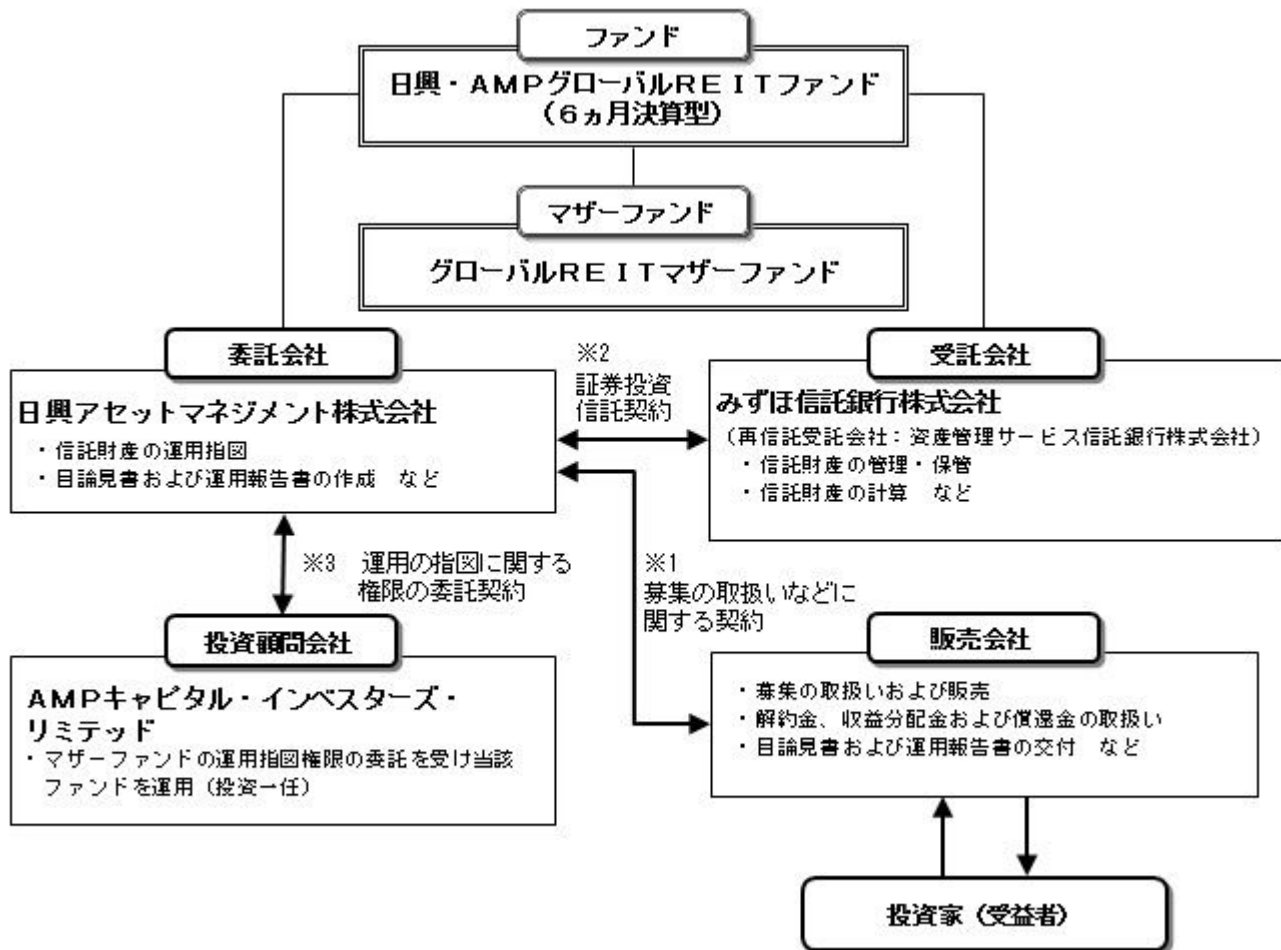 ファンド
日興・AMPグローバルREITファンド
(6ヵ月決算型)
マザーファンド
グローバルREITマザーファンド
委託会社
日興アセットマネジメント株式会社
・信託財産の運用指図
・目論見書および運用報告書の作成 など
※2
証券投資
信託契約
受託会社
みずほ信託銀行株式会社
(再信託受託会社:資産管理サービス信託銀行株式会社)
・信託財産の管理・保管
・信託財産の計算 など
※3 運用の指図に関する
権限の委託契約
※1
募集の取扱いなどに
関する契約
投資顧問会社
AMPキャピタル・インベスターズ・
リミテッド
・マザーファンドの運用指図権限の委託を受け当該
ファンドを運用(投資一任)
販売会社
・募集の取扱いおよび販売
・解約金、収益分配金および償還金の取扱い
・目論見書および運用報告書の交付 など
投資家(受益者)